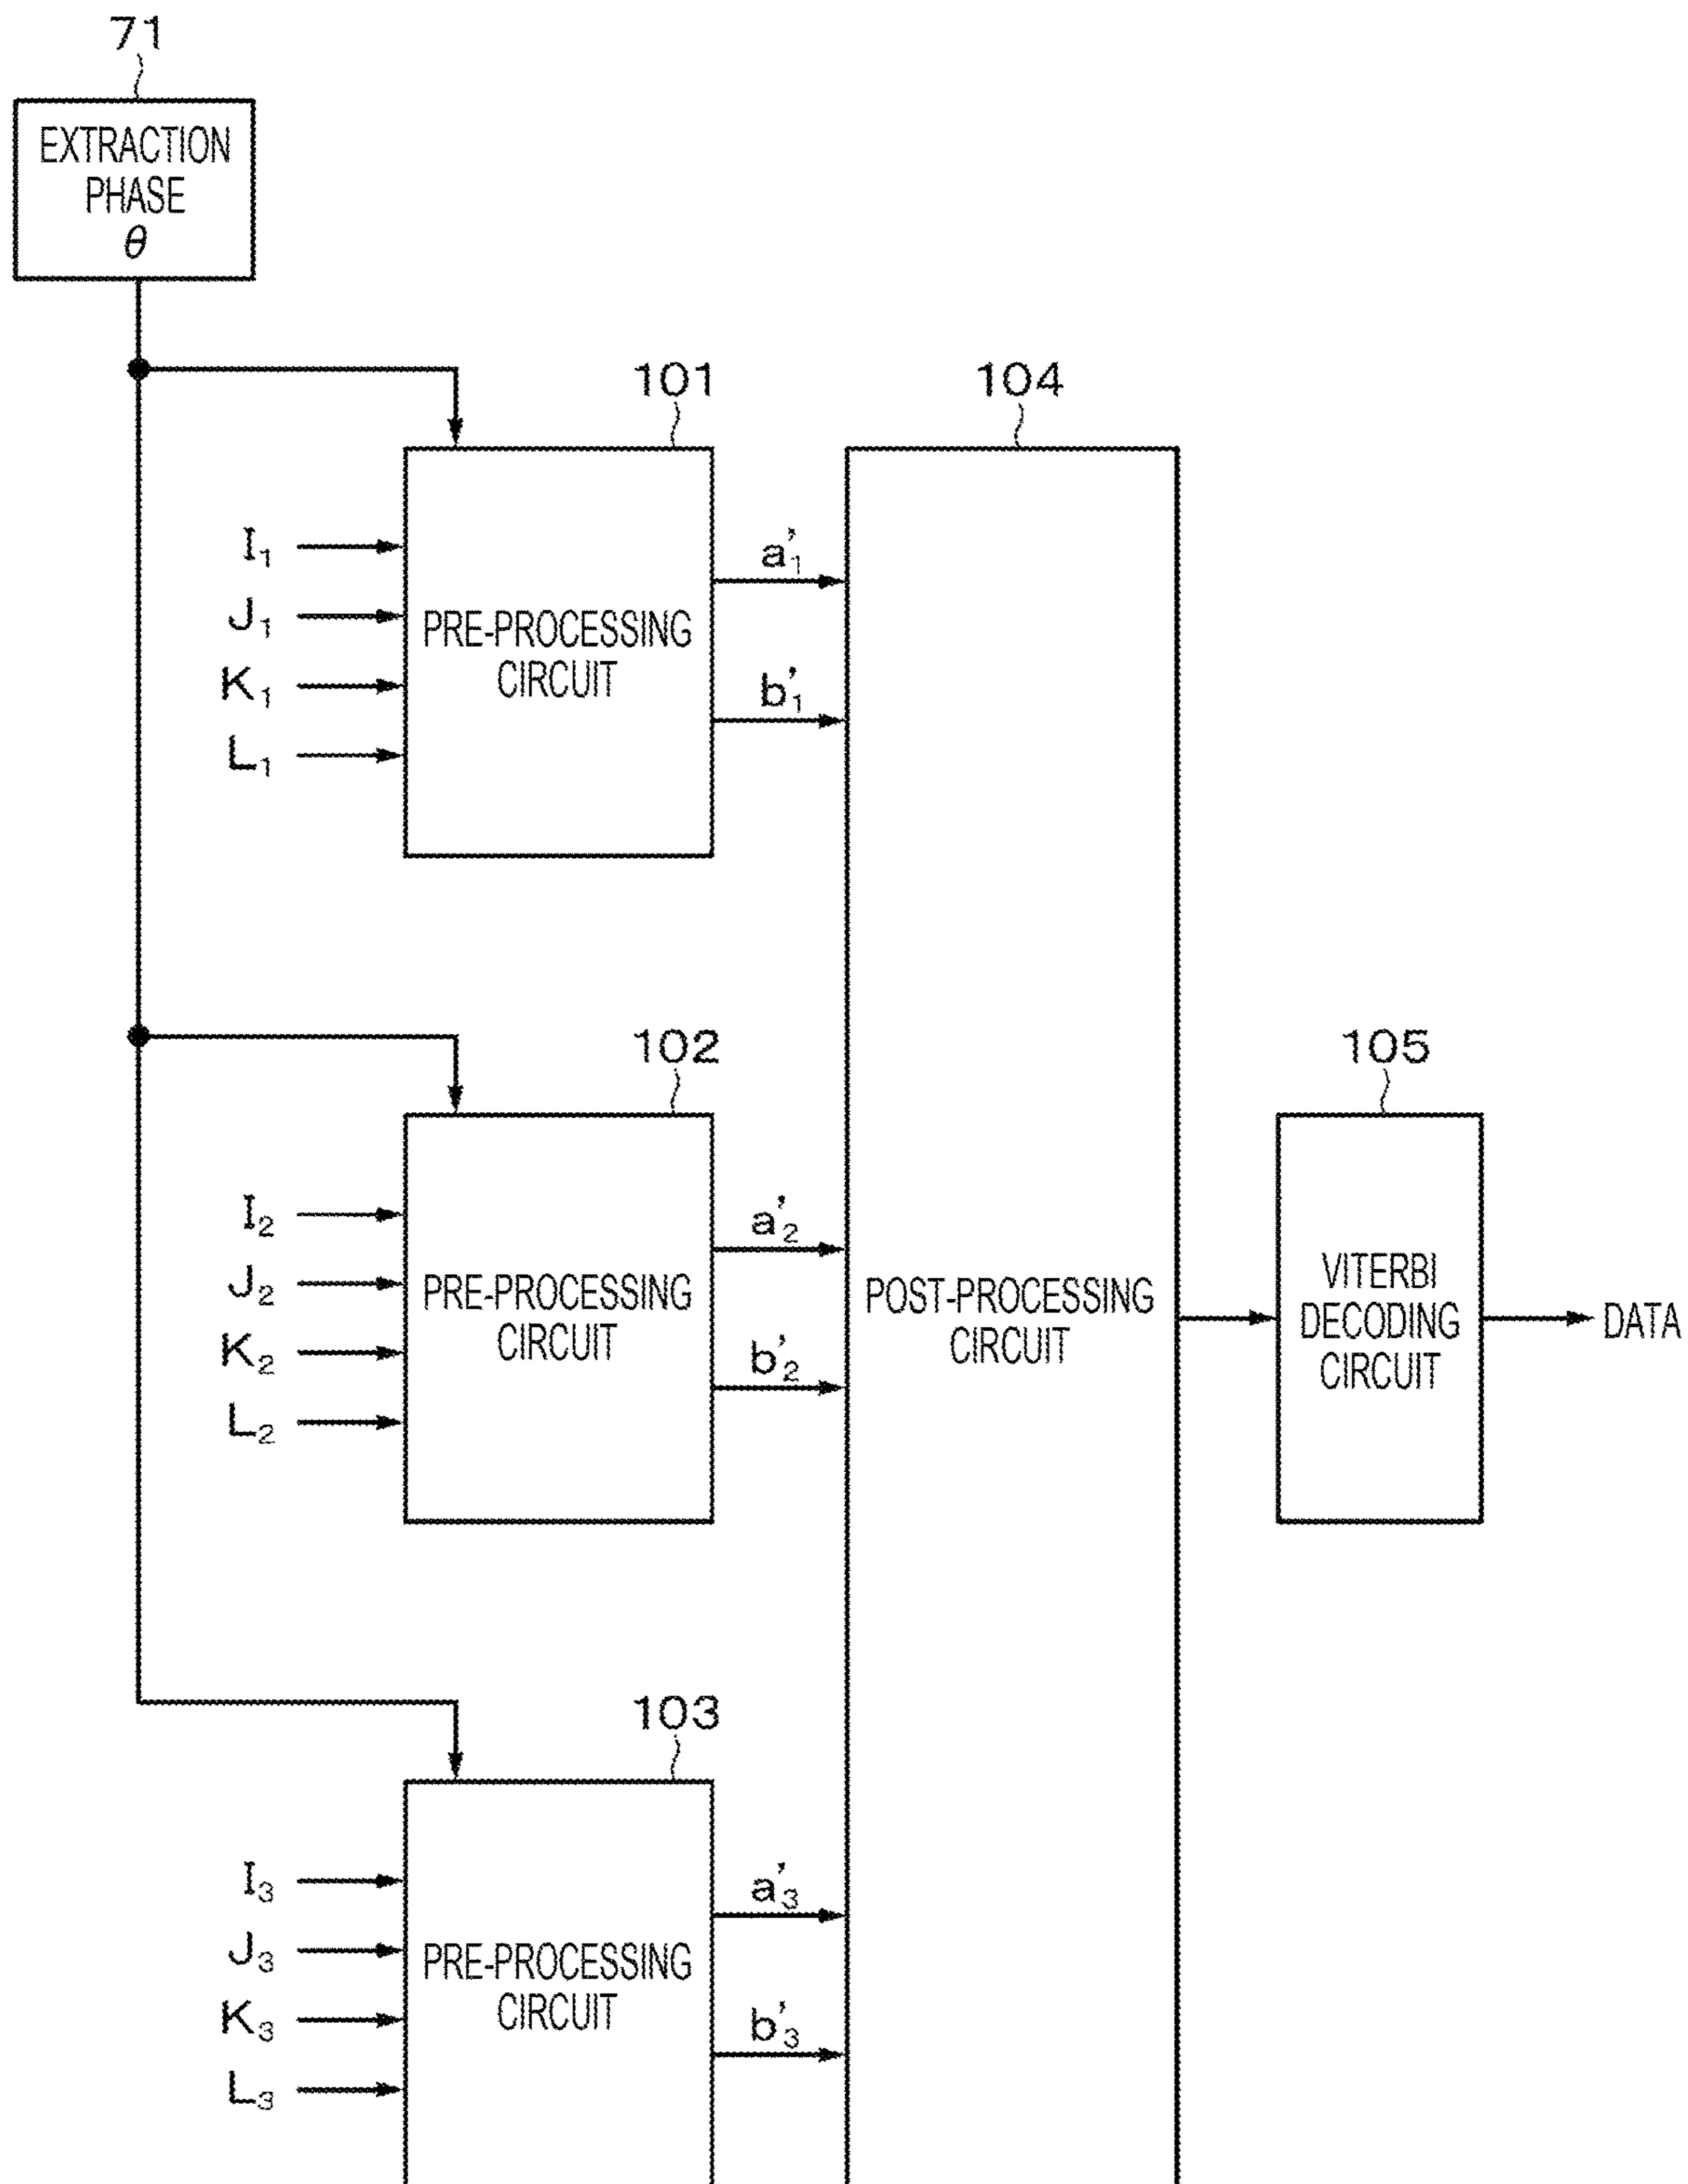 71
EXTRACTION
PHASE
θ
101
104
I₁
J₁
K₁
L₁
PRE-PROCESSING
CIRCUIT
a'₁
b'₁
102
105
I₂
J₂
K₂
L₂
PRE-PROCESSING
CIRCUIT
a'₂
b'₂
POST-PROCESSING
CIRCUIT
VITERBI
DECODING
CIRCUIT
DATA
103
I₃
J₃
K₃
L₃
PRE-PROCESSING
CIRCUIT
a'₃
b'₃